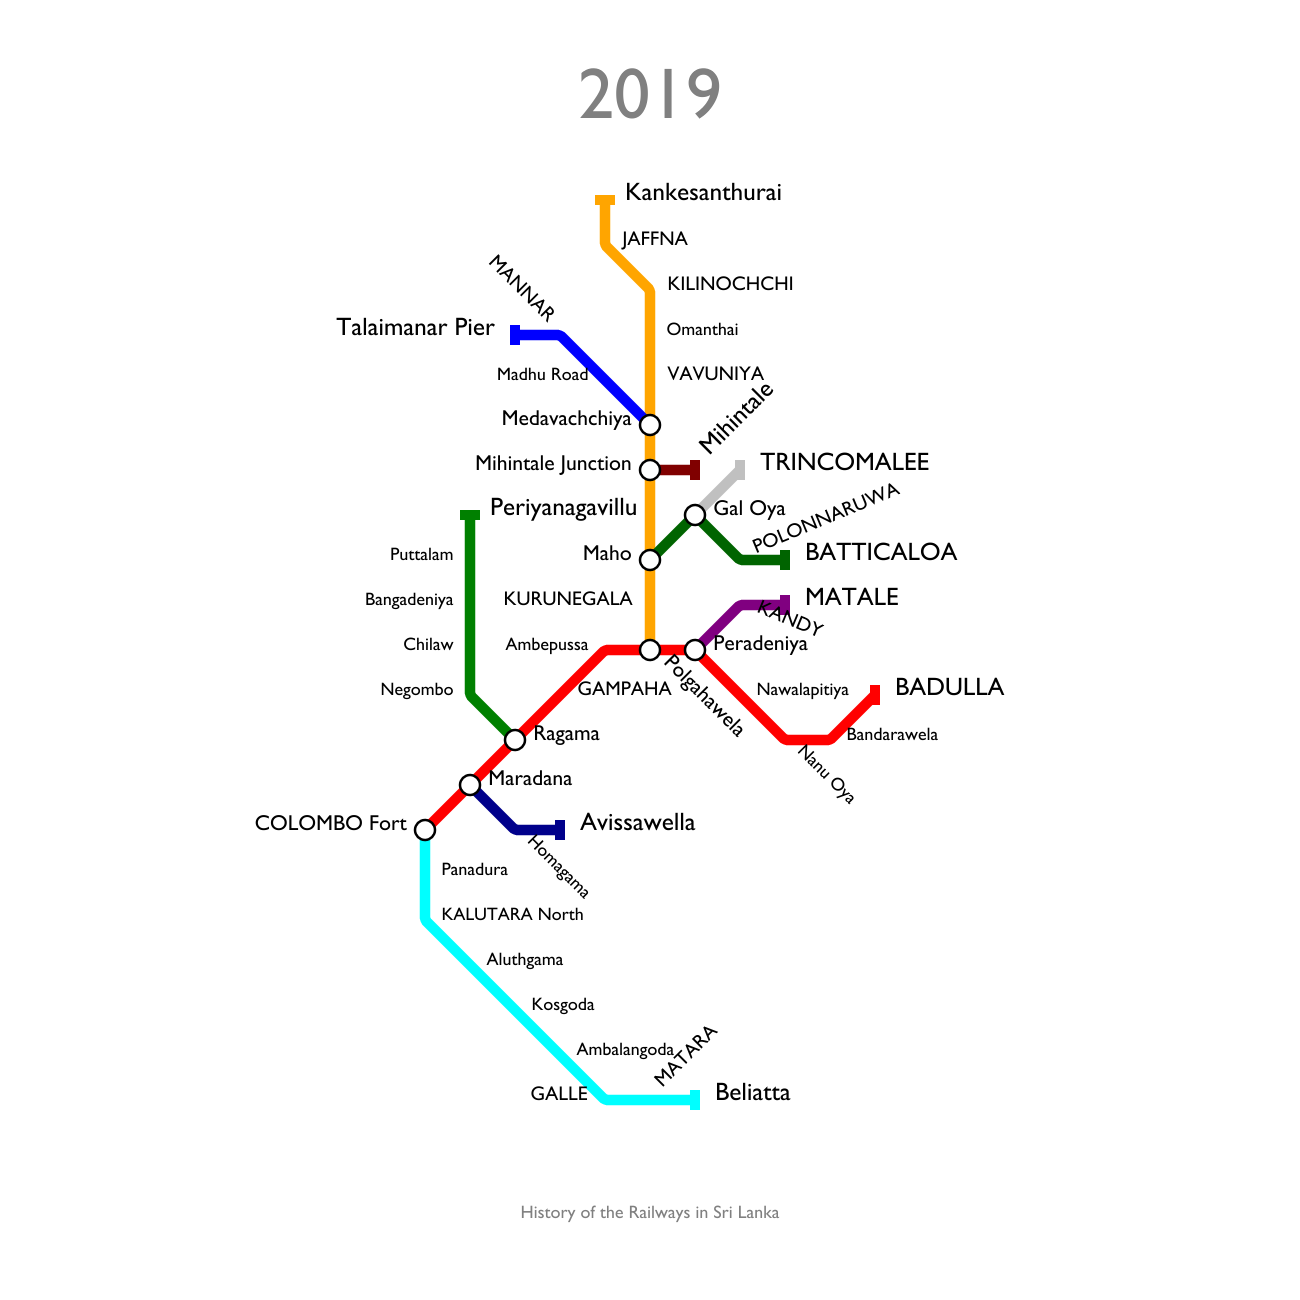 2019
Kankesanthurai
JAFFNA
MANNAR
KILINOCHCHI
Talaimanar Pier
Omanthai
Madhu Road
VAVUNIYA
Medavachchiya
Mihintale
Mihintale Junction
TRINCOMALEE
Periyanagavillu
Gal Oya
POLONNARUWA
Puttalam
Maho
BATTICALOA
Bangadeniya
KURUNEGALA
MATALE
KANDY
Chilaw
Ambepussa
Peradeniya
Negombo
GAMPAHA
Polgahawela
Nawalapitiya
BADULLA
Ragama
Bandarawela
Nanu Oya
Maradana
COLOMBO Fort
Avissawella
Homagama
Panadura
KALUTARA North
Aluthgama
Kosgoda
Ambalangoda
MATARA
GALLE
Beliatta
History of the Railways in Sri Lanka